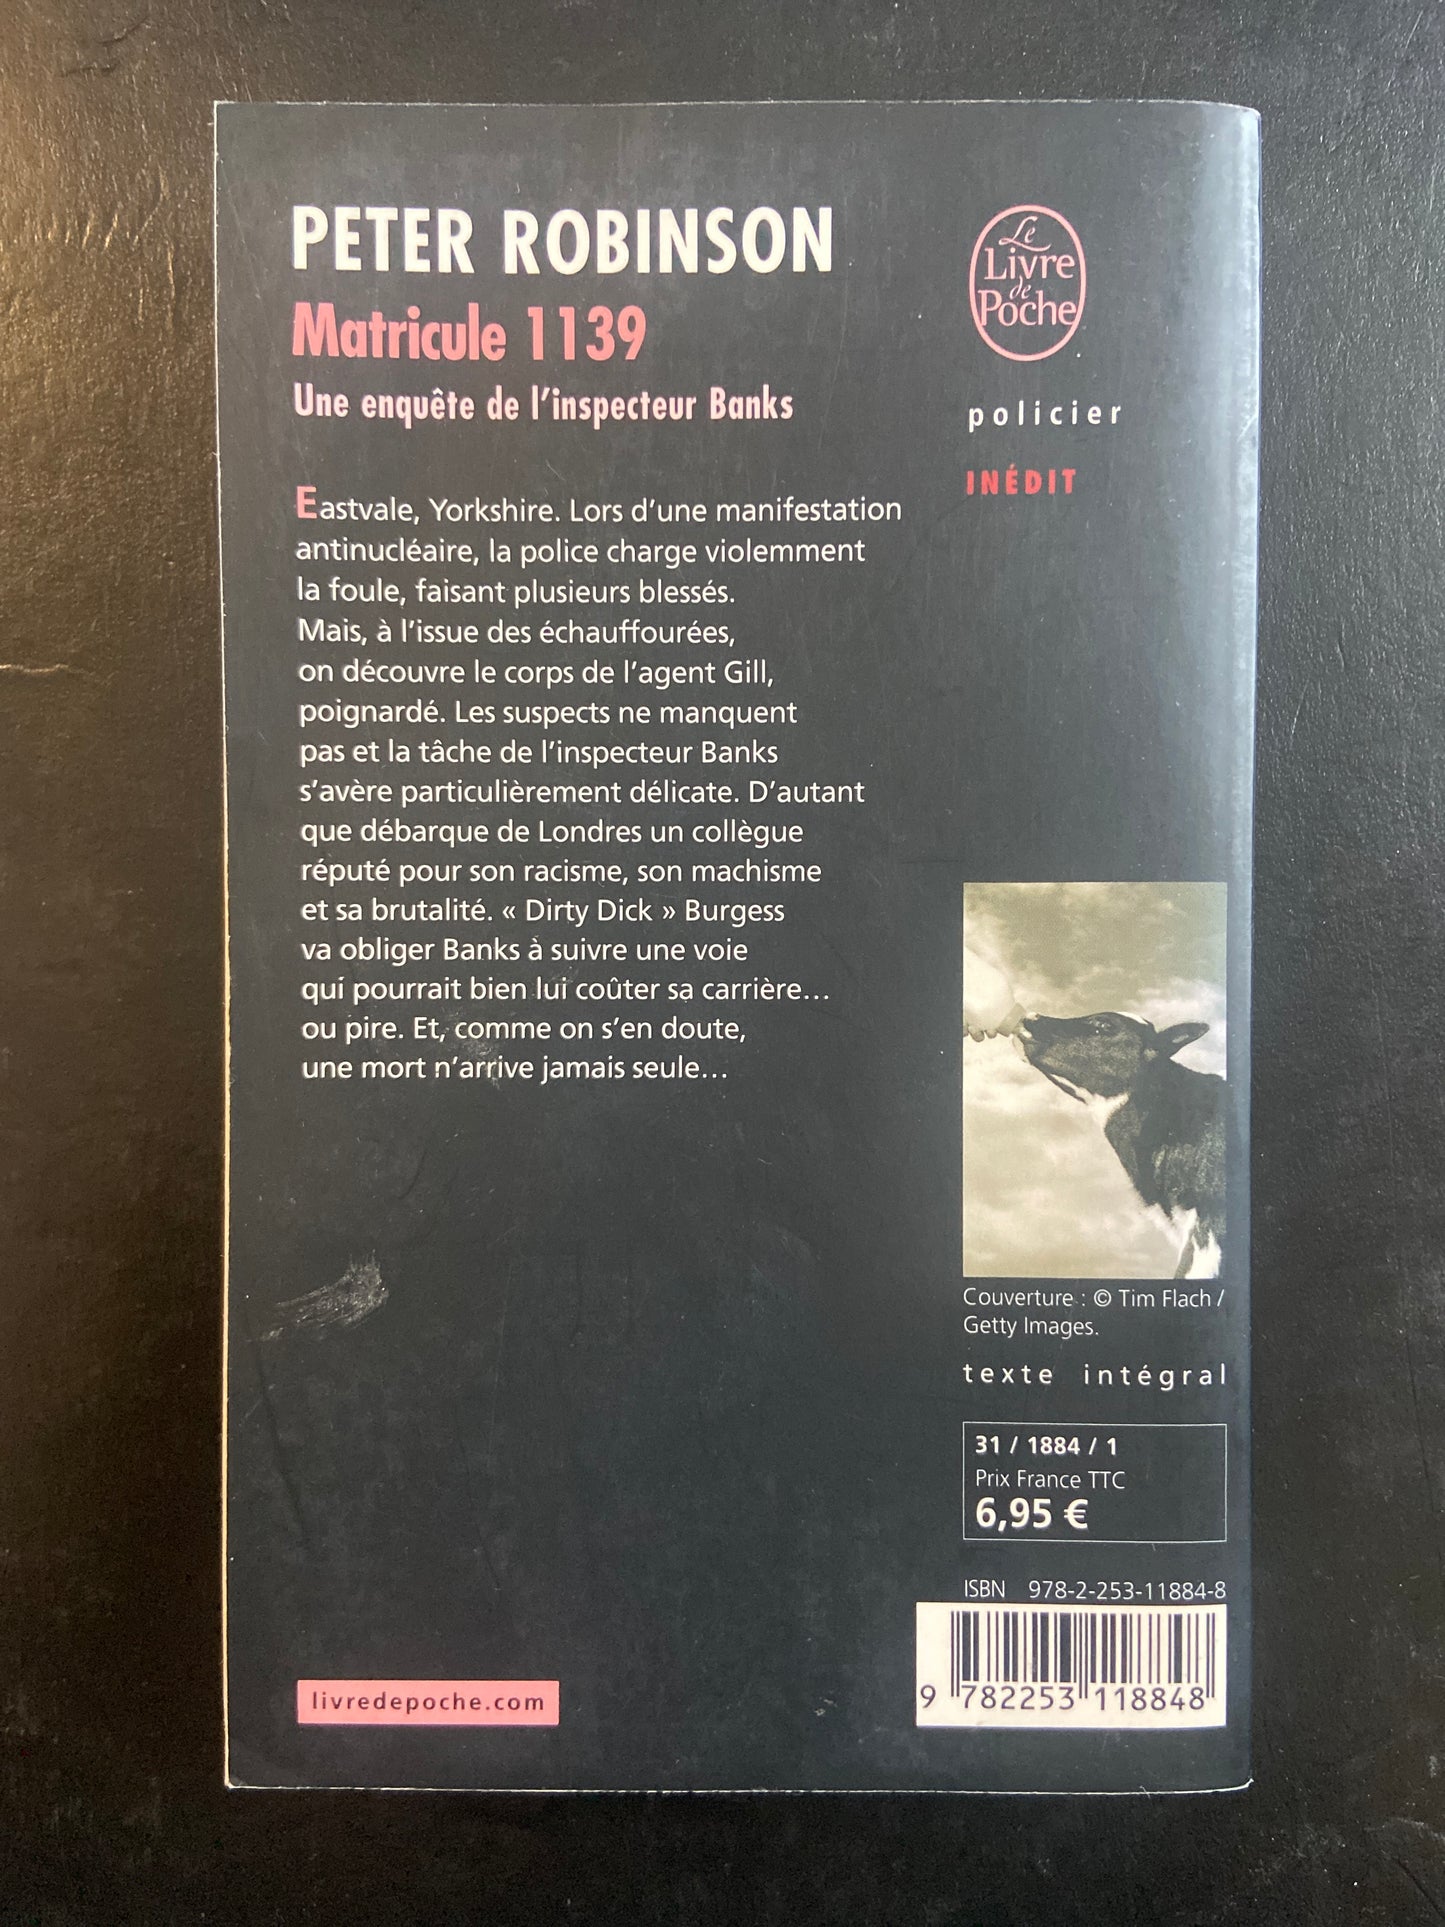 PETER ROBINSON
Matricule 1139
Une enquête de l'inspecteur Banks
Le
Livre
de
Poche
policier
INÉDIT
Eastvale, Yorkshire. Lors d'une manifestation
antinucléaire, la police charge violemment
la foule, faisant plusieurs blessés.
Mais, à l'issue des échauffourées,
on découvre le corps de l'agent Gill,
poignardé. Les suspects ne manquent
pas et la tâche de l'inspecteur Banks
s'avère particulièrement délicate. D'autant
que débarque de Londres un collègue
réputé pour son racisme, son machisme
et sa brutalité. « Dirty Dick » Burgess
va obliger Banks à suivre une voie
qui pourrait bien lui coûter sa carrière...
ou pire. Et, comme on s'en doute,
une mort n'arrive jamais seule...
Couverture : © Tim Flach /
Getty Images.
texte intégral
31 / 1884 / 1
Prix France TTC
6,95 €
ISBN 978-2-253-11884-8
9 782253 118848
livredepoche.com